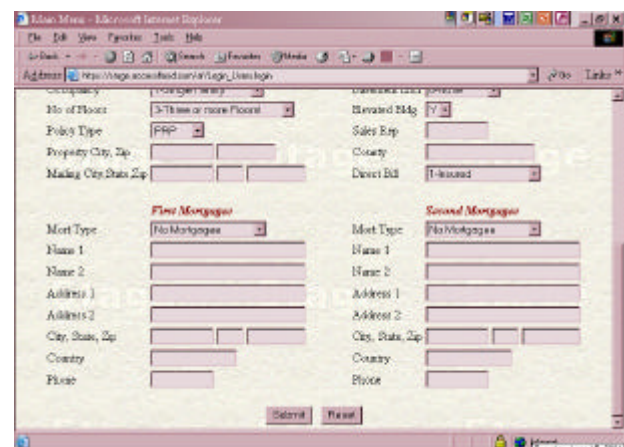 Main Menu - Microsoft Internet Explorer
File Edit View Favorites Tools Help
Back Search Favorites Media
Address Go Links »
No of Floors 3-Three or more Floors Elevated Bldg Y
Policy Type PRP Sales Rep
Property City, Zip County
Mailing City,State,Zip Direct Bill 1-Insured
First Mortgagee Second Mortgagee
Mort Type No Mortgagee Mort Type No Mortgagee
Name 1 Name 1
Name 2 Name 2
Address 1 Address 1
Address 2 Address 2
City, State, Zip City, State, Zip
Country Country
Phone Phone
Submit Reset